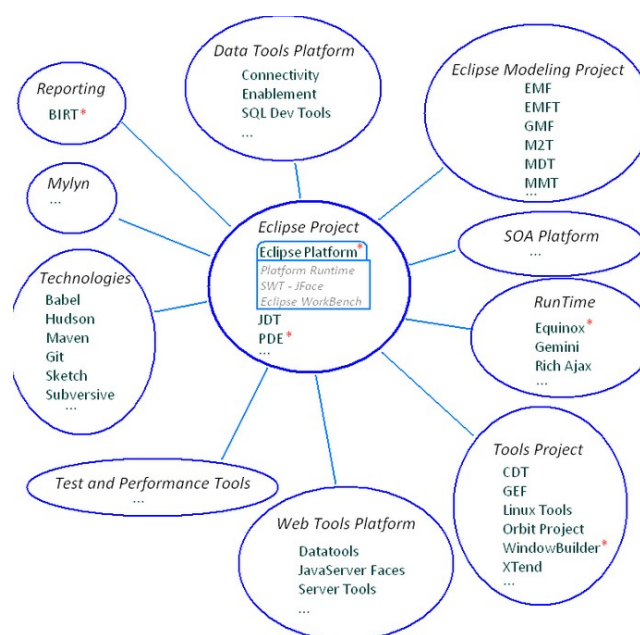 Data Tools Platform
Connectivity
Enablement
SQL Dev Tools
...
Eclipse Modeling Project
EMF
EMFT
GMF
M2T
MDT
MMT
...
Reporting
BIRT*
Mylyn
...
Eclipse Project
Eclipse Platform*
Platform Runtime
SWT - JFace
Eclipse WorkBench
JDT
PDE*
...
SOA Platform
...
Technologies
Babel
Hudson
Maven
Git
Sketch
Subversive
...
RunTime
Equinox*
Gemini
Rich Ajax
...
Tools Project
CDT
GEF
Linux Tools
Orbit Project
WindowBuilder*
XTend
...
Test and Performance Tools
...
Web Tools Platform
Datatools
JavaServer Faces
Server Tools
...